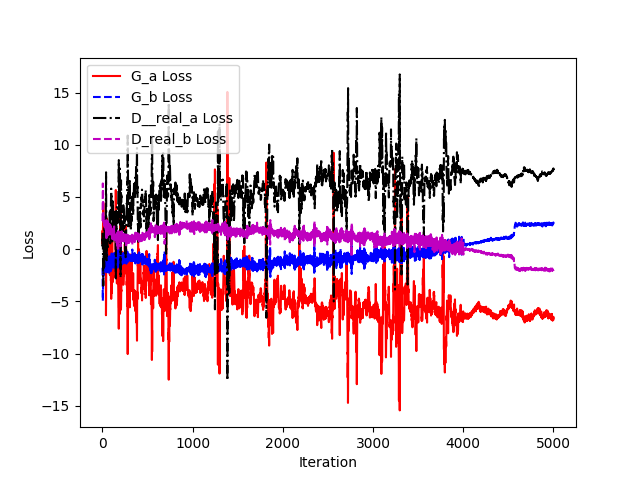 G_a Loss
G_b Loss
D__real_a Loss
D_real_b Loss
15
10
5
0
−5
−10
−15
Loss
0 1000 2000 3000 4000 5000
Iteration